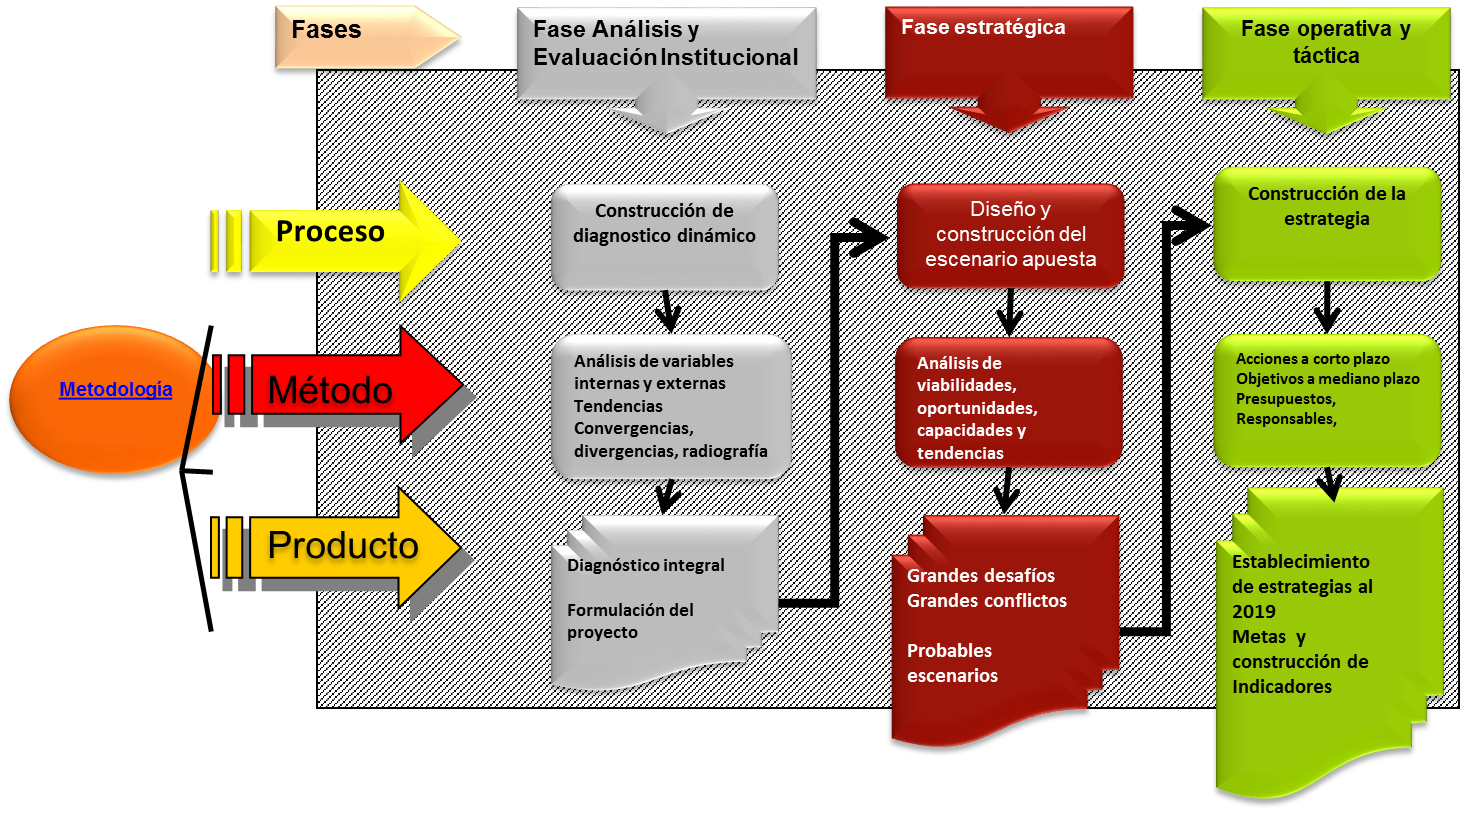 Fases
Fase Análisis y
Evaluación Institucional
Fase estratégica
Fase operativa y
táctica
Proceso
Construcción de
diagnostico dinámico
Diseño y
construcción del
escenario apuesta
Construcción de la
estrategia
Metodología
Método
Análisis de variables
internas y externas
Tendencias
Convergencias,
divergencias, radiografía
Análisis de
viabilidades,
oportunidades,
capacidades y
tendencias
Acciones a corto plazo
Objetivos a mediano plazo
Presupuestos,
Responsables,
Producto
Diagnóstico integral
Formulación del
proyecto
Grandes desafíos
Grandes conflictos
Probables
escenarios
Establecimiento
de estrategias al
2019
Metas y
construcción de
Indicadores